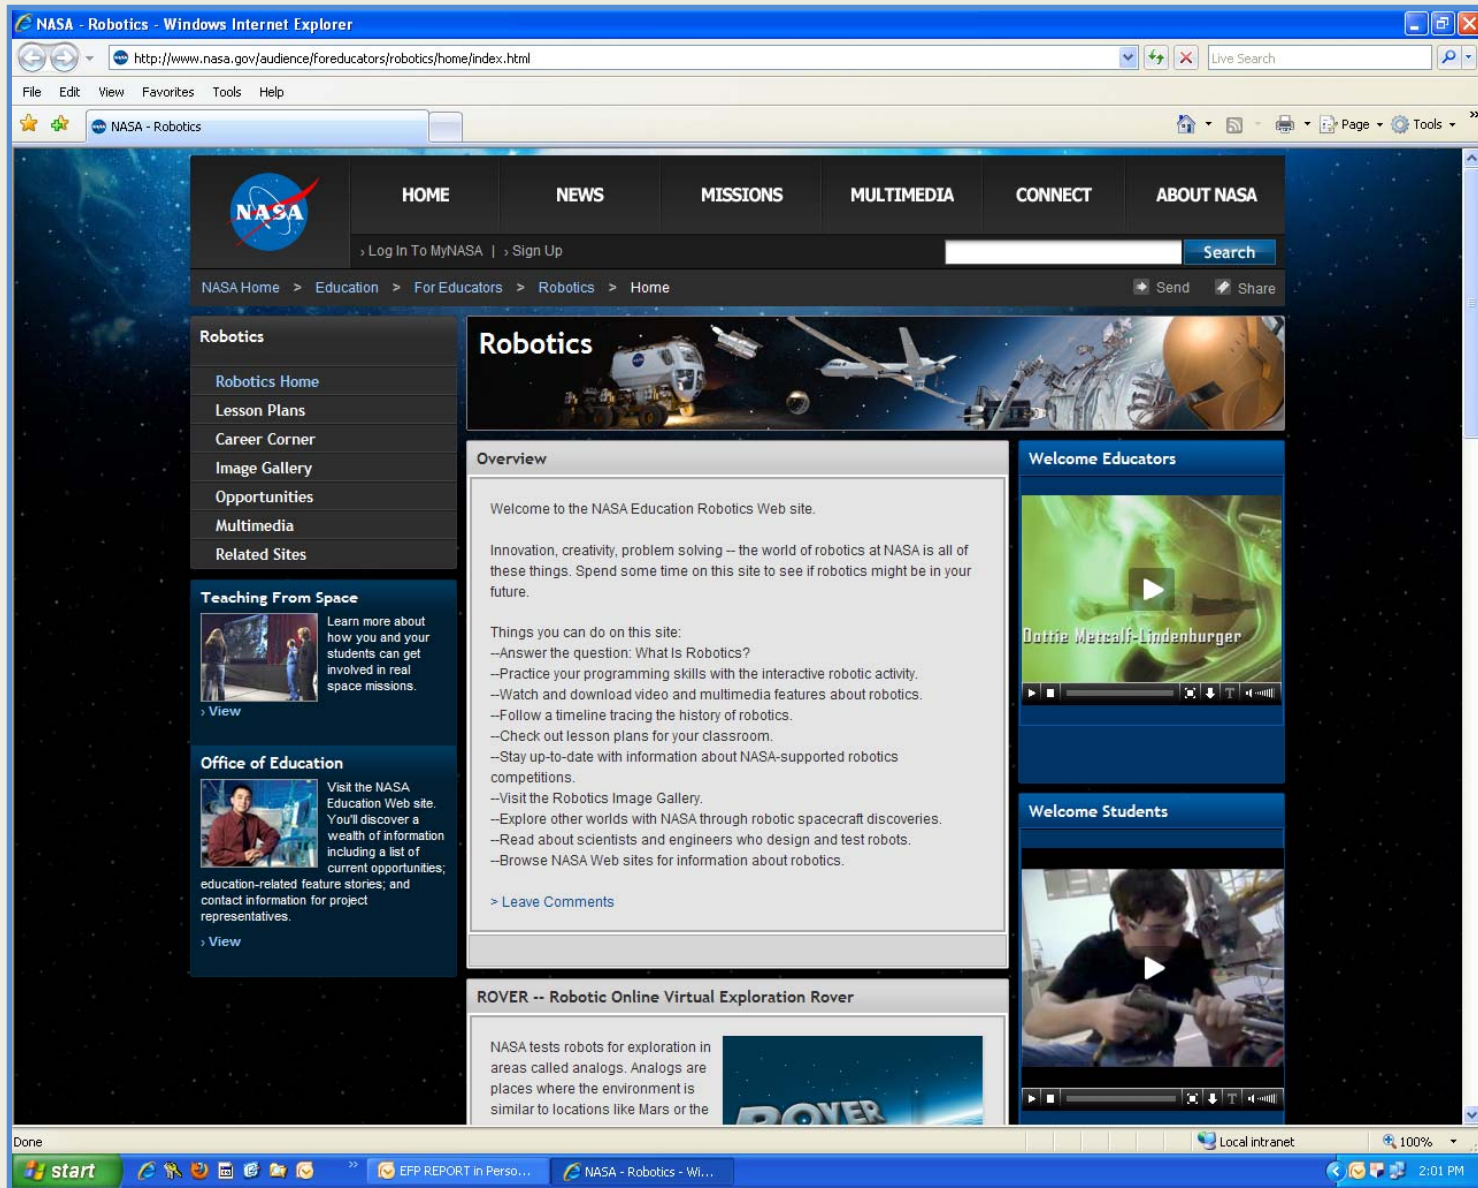 NASA - Robotics - Windows Internet Explorer
http://www.nasa.gov/audience/foreducators/robotics/home/index.html
Live Search
File Edit View Favorites Tools Help
NASA - Robotics
Page Tools
NASA
HOME NEWS MISSIONS MULTIMEDIA CONNECT ABOUT NASA
› Log In To MyNASA | › Sign Up
Search
NASA Home > Education > For Educators > Robotics > Home
Send Share
Robotics
Robotics Home
Lesson Plans
Career Corner
Image Gallery
Opportunities
Multimedia
Related Sites
Teaching From Space
Learn more about
how you and your
students can get
involved in real
space missions.
› View
Office of Education
Visit the NASA
Education Web site.
You'll discover a
wealth of information
including a list of
current opportunities;
education-related feature stories; and
contact information for project
representatives.
› View
Robotics
Overview
Welcome to the NASA Education Robotics Web site.
Innovation, creativity, problem solving -- the world of robotics at NASA is all of
these things. Spend some time on this site to see if robotics might be in your
future.
Things you can do on this site:
--Answer the question: What Is Robotics?
--Practice your programming skills with the interactive robotic activity.
--Watch and download video and multimedia features about robotics.
--Follow a timeline tracing the history of robotics.
--Check out lesson plans for your classroom.
--Stay up-to-date with information about NASA-supported robotics
competitions.
--Visit the Robotics Image Gallery.
--Explore other worlds with NASA through robotic spacecraft discoveries.
--Read about scientists and engineers who design and test robots.
--Browse NASA Web sites for information about robotics.
> Leave Comments
ROVER -- Robotic Online Virtual Exploration Rover
NASA tests robots for exploration in
areas called analogs. Analogs are
places where the environment is
similar to locations like Mars or the
ROVER
Welcome Educators
Dottie Metcalf-Lindenburger
T
Welcome Students
T
Done
Local intranet
100%
start
EFP REPORT in Perso...
NASA - Robotics - Wi...
2:01 PM